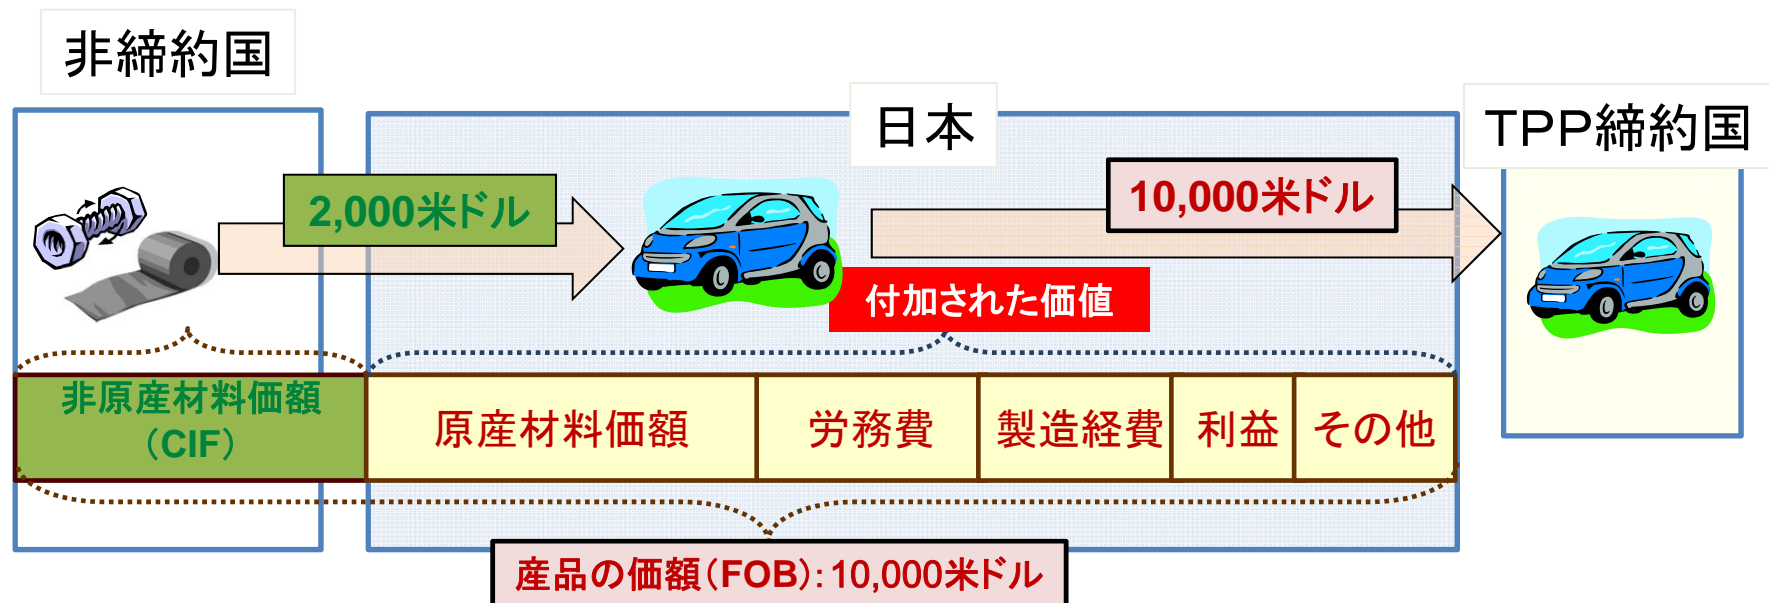 非締約国
日本
TPP締約国
2,000米ドル
10,000米ドル
付加された価値
非原産材料価額
（CIF）
原産材料価額
労務費
製造経費
利益
その他
産品の価額（FOB）：10,000米ドル